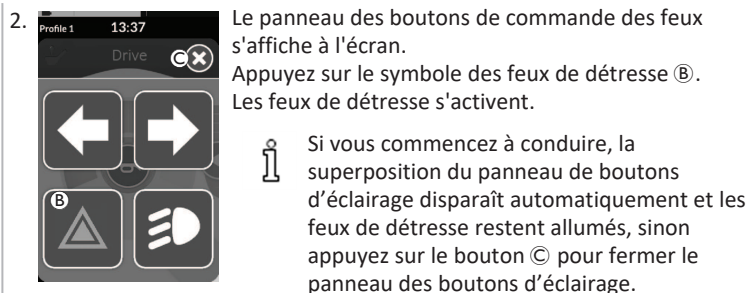 2.
Profile 1 13:37
Drive
Ⓒ
Ⓑ
Le panneau des boutons de commande des feux
s'affiche à l'écran.
Appuyez sur le symbole des feux de détresse Ⓑ.
Les feux de détresse s'activent.
Si vous commencez à conduire, la
superposition du panneau de boutons
d’éclairage disparaît automatiquement et les
feux de détresse restent allumés, sinon
appuyez sur le bouton Ⓒ pour fermer le
panneau des boutons d’éclairage.